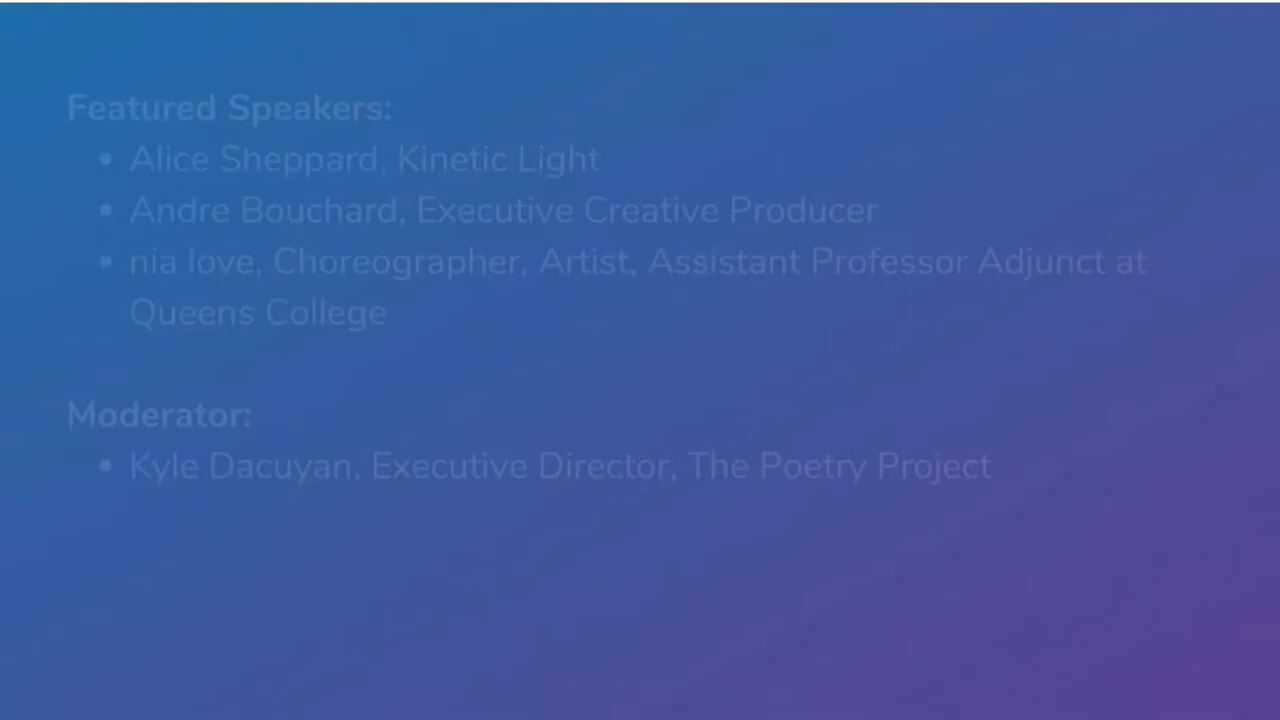 Featured Speakers:
• Alice Sheppard, Kinetic Light
• Andre Bouchard, Executive Creative Producer
• nia love, Choreographer, Artist, Assistant Professor Adjunct at
Queens College
Moderator:
• Kyle Dacuyan, Executive Director, The Poetry Project